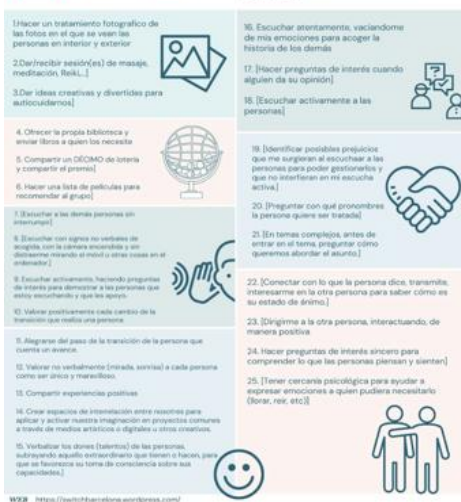 1.Hacer un tratamiento fotografico de
las fotos en el que se vean las
personas en interior y exterior
2.Dar/recibir sesión(es) de masaje,
meditación, Reiki,..]
3.Dar ideas creativas y divertidas para
autocuidarnos]
4. Ofrecer la propia biblioteca y
enviar libros a quien los necesite
5. Compartir un DÉCIMO de lotería
y compartir el premio]
6. Hacer una lista de películas para
recomendar al grupo]
7. [Escuchar a las demás personas sin
interrumpir]
8. [Escuchar con signos no verbales de
acogida, con la cámara encendida y sin
distraerme mirando el móvil u otras cosas en el
ordenador.]
9. Escuchar activamente, haciendo preguntas
de interés para demostrar a las personas que
estoy escuchando y que les apoyo.
10. Valorar positivamente cada cambio de la
transición que realiza una persona
11. Alegrarse del paso de la transición de la persona que
cuenta un avance.
12. Valorar no verbalmente (mirada, sonrisa) a cada persona
como ser único y maravilloso.
13. Compartir experiencias positivas
14. Crear espacios de interrelación entre nosotres para
aplicar y activar nuestra imaginación en proyectos comunes
a través de medios artísticos o digitales u otros creativos.
15. Verbalizar los dones (talentos) de las personas,
subrayando aquello extraordinario que tienen o hacen, para
que se favorezca su toma de consciencia sobre sus
capacidades.]
WEB https://switchbarcelona.wordpress.com/
16. Escuchar atentamente, vaciandome
de mis emociones para acoger la
historia de los demás
17. [Hacer preguntas de interés cuando
alguien da su opinión]
18. [Escuchar activamente a las
personas]
19. [Identificar posibles prejuicios
que me surgieran al escuchaar a las
personas para poder gestionarlos y
que no interfieran en mi escucha
activa.]
20. [Preguntar con qué pronombres
la persona quiere ser tratada]
21. [En temas complejos, antes de
entrar en el tema, preguntar cómo
queremos abordar el asunto.]
22. [Conectar con lo que la persona dice, transmite,
interesarme en la otra persona para saber cómo es
su estado de ánimo.]
23. [Dirigirme a la otra persona, interactuando, de
manera positiva
24. Hacer preguntas de interés sincero para
comprender lo que las personas piensan y sienten]
25. [Tener cercanía psicológica para ayudar a
expresar emociones a quien pudiera necesitarlo
(llorar, reir, etc)]